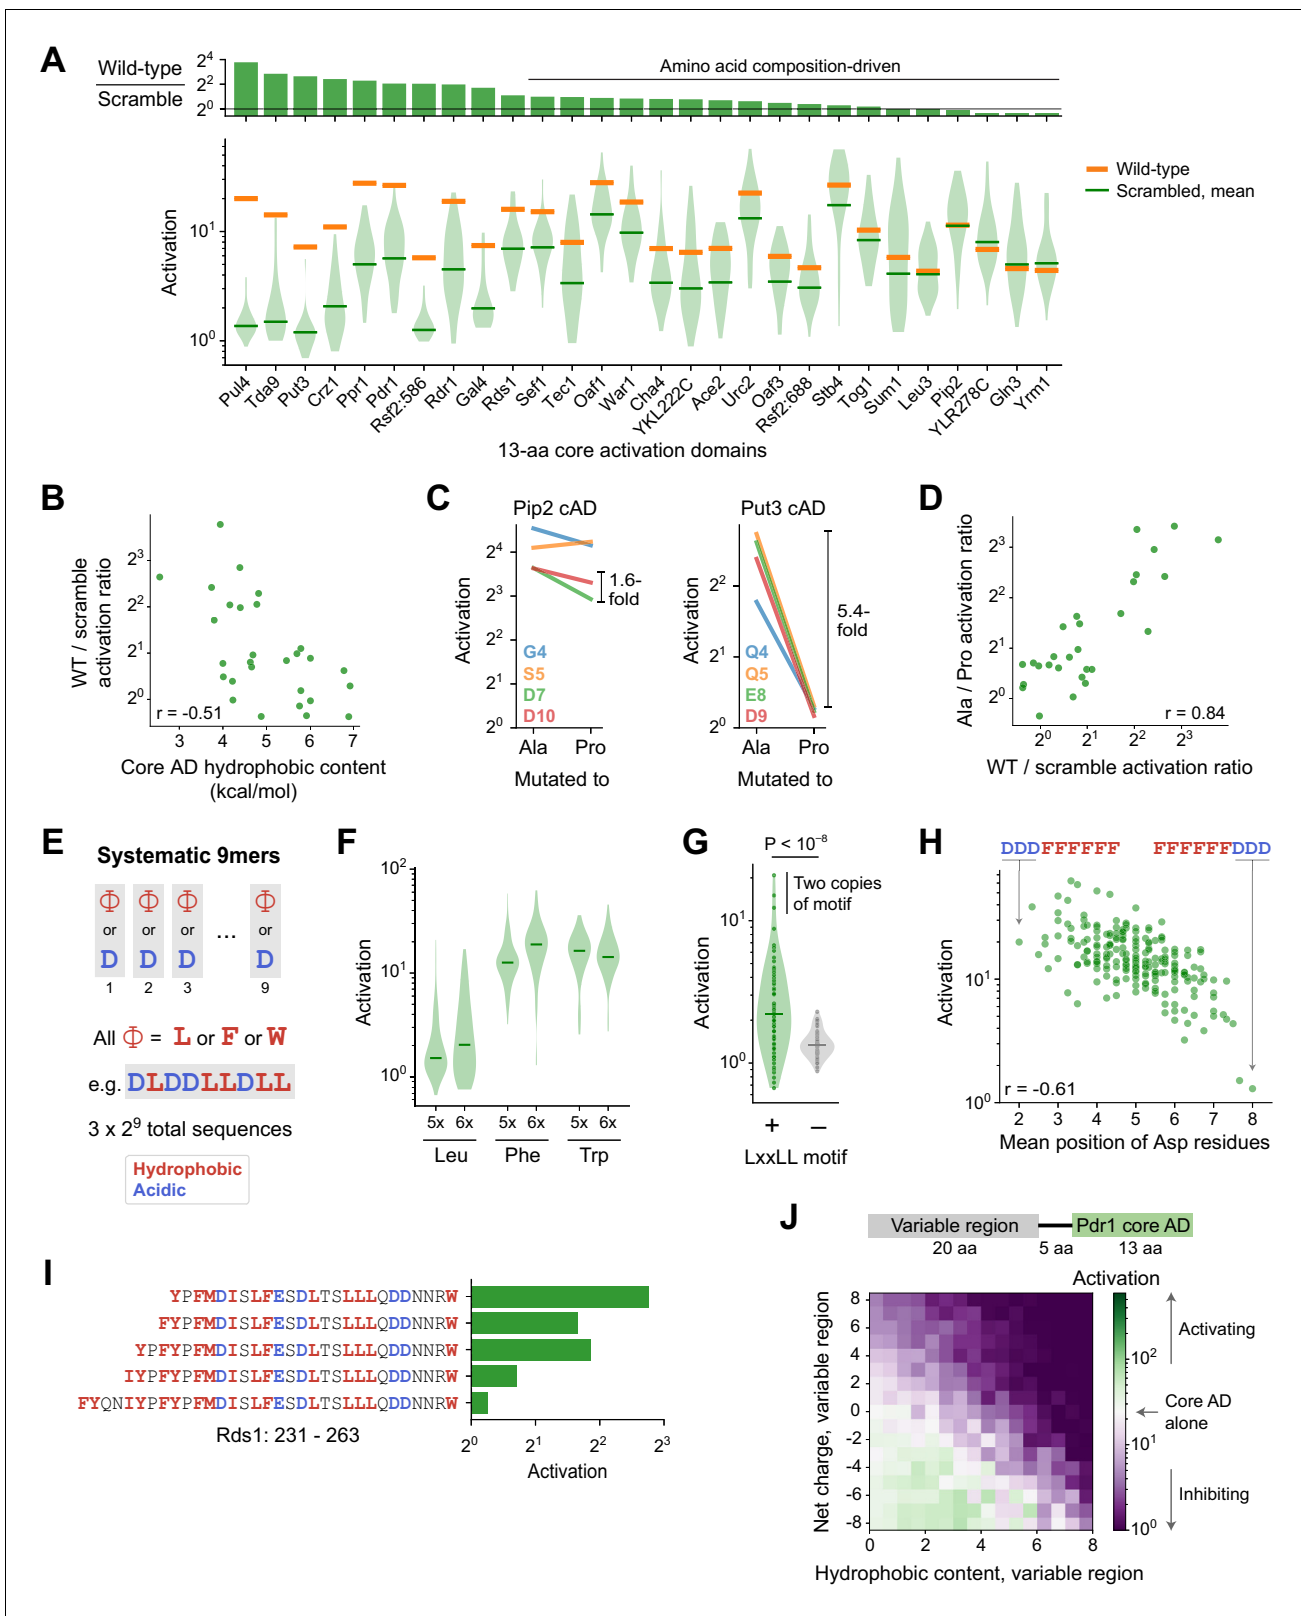 A
Wild-type
Scramble
2⁴
2²
2⁰
Amino acid composition-driven
Wild-type
Scrambled, mean
Activation
10¹
10⁰
Pul4
Tda9
Put3
Crz1
Ppr1
Pdr1
Rsf2:586
Rdr1
Gal4
Rds1
Sef1
Tec1
Oaf1
War1
Cha4
YKL222C
Ace2
Urc2
Oaf3
Rsf2:688
Stb4
Tog1
Sum1
Leu3
Pip2
YLR278C
Gln3
Yrm1
13-aa core activation domains
B
WT / scramble
activation ratio
2³
2²
2¹
2⁰
r = -0.51
3 4 5 6 7
Core AD hydrophobic content
(kcal/mol)
C
Pip2 cAD
Activation
2⁴
2³
2²
2¹
2⁰
1.6-
fold
G4
S5
D7
D10
Ala Pro
Mutated to
Put3 cAD
Activation
2²
2¹
2⁰
5.4-
fold
Q4
Q5
E8
D9
Ala Pro
Mutated to
D
Ala / Pro activation ratio
2³
2²
2¹
2⁰
r = 0.84
2⁰ 2¹ 2² 2³
WT / scramble activation ratio
E
Systematic 9mers
Φ Φ Φ Φ
or or or ... or
D D D D
1 2 3 9
All Φ = L or F or W
e.g. DLDDLLDLL
3 x 2⁹ total sequences
Hydrophobic
Acidic
F
Activation
10²
10¹
10⁰
5x 6x 5x 6x 5x 6x
Leu Phe Trp
G
P < 10⁻⁸
Two copies
of motif
Activation
10¹
10⁰
+ −
LxxLL motif
H
DDDFFFFFF FFFFFFDDD
Activation
10¹
10⁰
r = -0.61
2 3 4 5 6 7 8
Mean position of Asp residues
I
YPFMDISLFESDLTSLLLQDDNNRW
FYPFMDISLFESDLTSLLLQDDNNRW
YPFYPFMDISLFESDLTSLLLQDDNNRW
IYPFYPFMDISLFESDLTSLLLQDDNNRW
FYQNIYPFYPFMDISLFESDLTSLLLQDDNNRW
Rds1: 231 - 263
2⁰ 2¹ 2² 2³
Activation
J
Variable region Pdr1 core AD
20 aa 5 aa 13 aa
Net charge, variable region
8
6
4
2
0
-2
-4
-6
-8
0 2 4 6 8
Hydrophobic content, variable region
Activation
10²
10¹
10⁰
Activating
Core AD
alone
Inhibiting